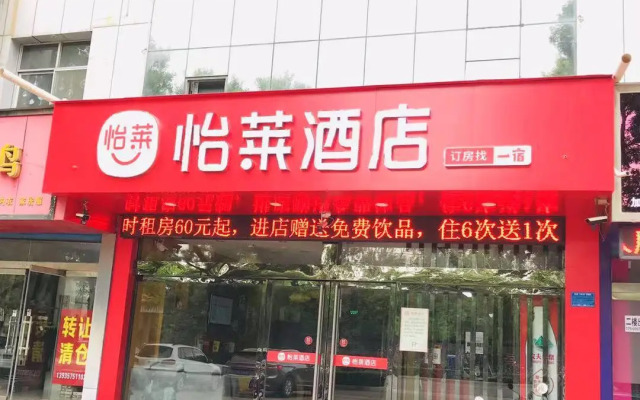 怡莱
怡莱酒店
订房找 一宿
时租房60元起，进店赠送免费饮品，住6次送1次
怡莱酒店
怡莱酒店
转让
清仓